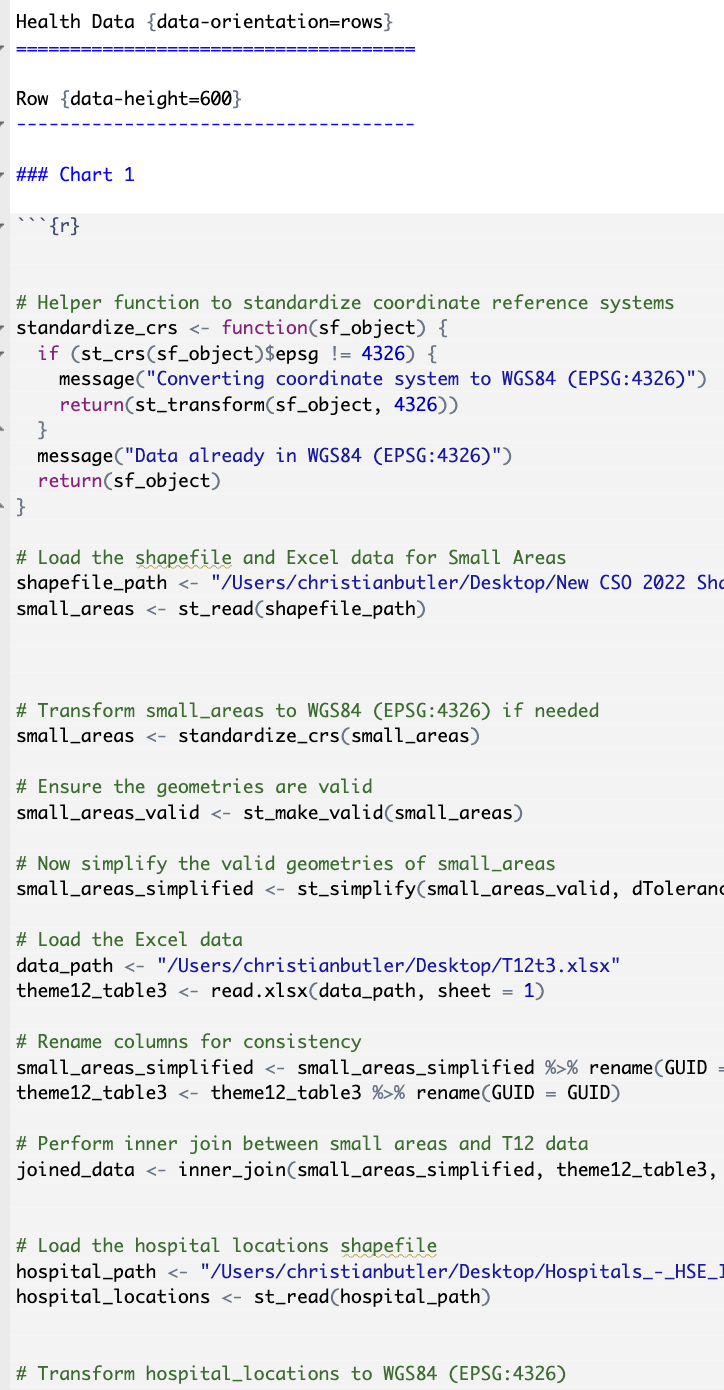 Health Data {data-orientation=rows}
=====================================
Row {data-height=600}
-------------------------------------
### Chart 1
```{r}
# Helper function to standardize coordinate reference systems
standardize_crs <- function(sf_object) {
  if (st_crs(sf_object)$epsg != 4326) {
    message("Converting coordinate system to WGS84 (EPSG:4326)")
    return(st_transform(sf_object, 4326))
  }
  message("Data already in WGS84 (EPSG:4326)")
  return(sf_object)
}
# Load the shapefile and Excel data for Small Areas
shapefile_path <- "/Users/christianbutler/Desktop/New CSO 2022 Sha
small_areas <- st_read(shapefile_path)
# Transform small_areas to WGS84 (EPSG:4326) if needed
small_areas <- standardize_crs(small_areas)
# Ensure the geometries are valid
small_areas_valid <- st_make_valid(small_areas)
# Now simplify the valid geometries of small_areas
small_areas_simplified <- st_simplify(small_areas_valid, dToleranc
# Load the Excel data
data_path <- "/Users/christianbutler/Desktop/T12t3.xlsx"
theme12_table3 <- read.xlsx(data_path, sheet = 1)
# Rename columns for consistency
small_areas_simplified <- small_areas_simplified %>% rename(GUID =
theme12_table3 <- theme12_table3 %>% rename(GUID = GUID)
# Perform inner join between small areas and T12 data
joined_data <- inner_join(small_areas_simplified, theme12_table3,
# Load the hospital locations shapefile
hospital_path <- "/Users/christianbutler/Desktop/Hospitals_-_HSE_I
hospital_locations <- st_read(hospital_path)
# Transform hospital_locations to WGS84 (EPSG:4326)